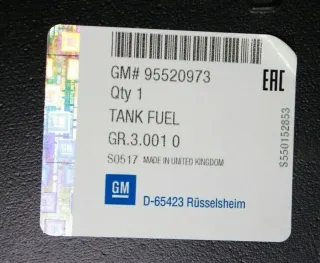 GM# 95520973
Qty 1
TANK FUEL
GR.3.001 0
S0517 MADE IN UNITED KINGDOM
GM
D-65423 Rüsselsheim
EAC
S550152853